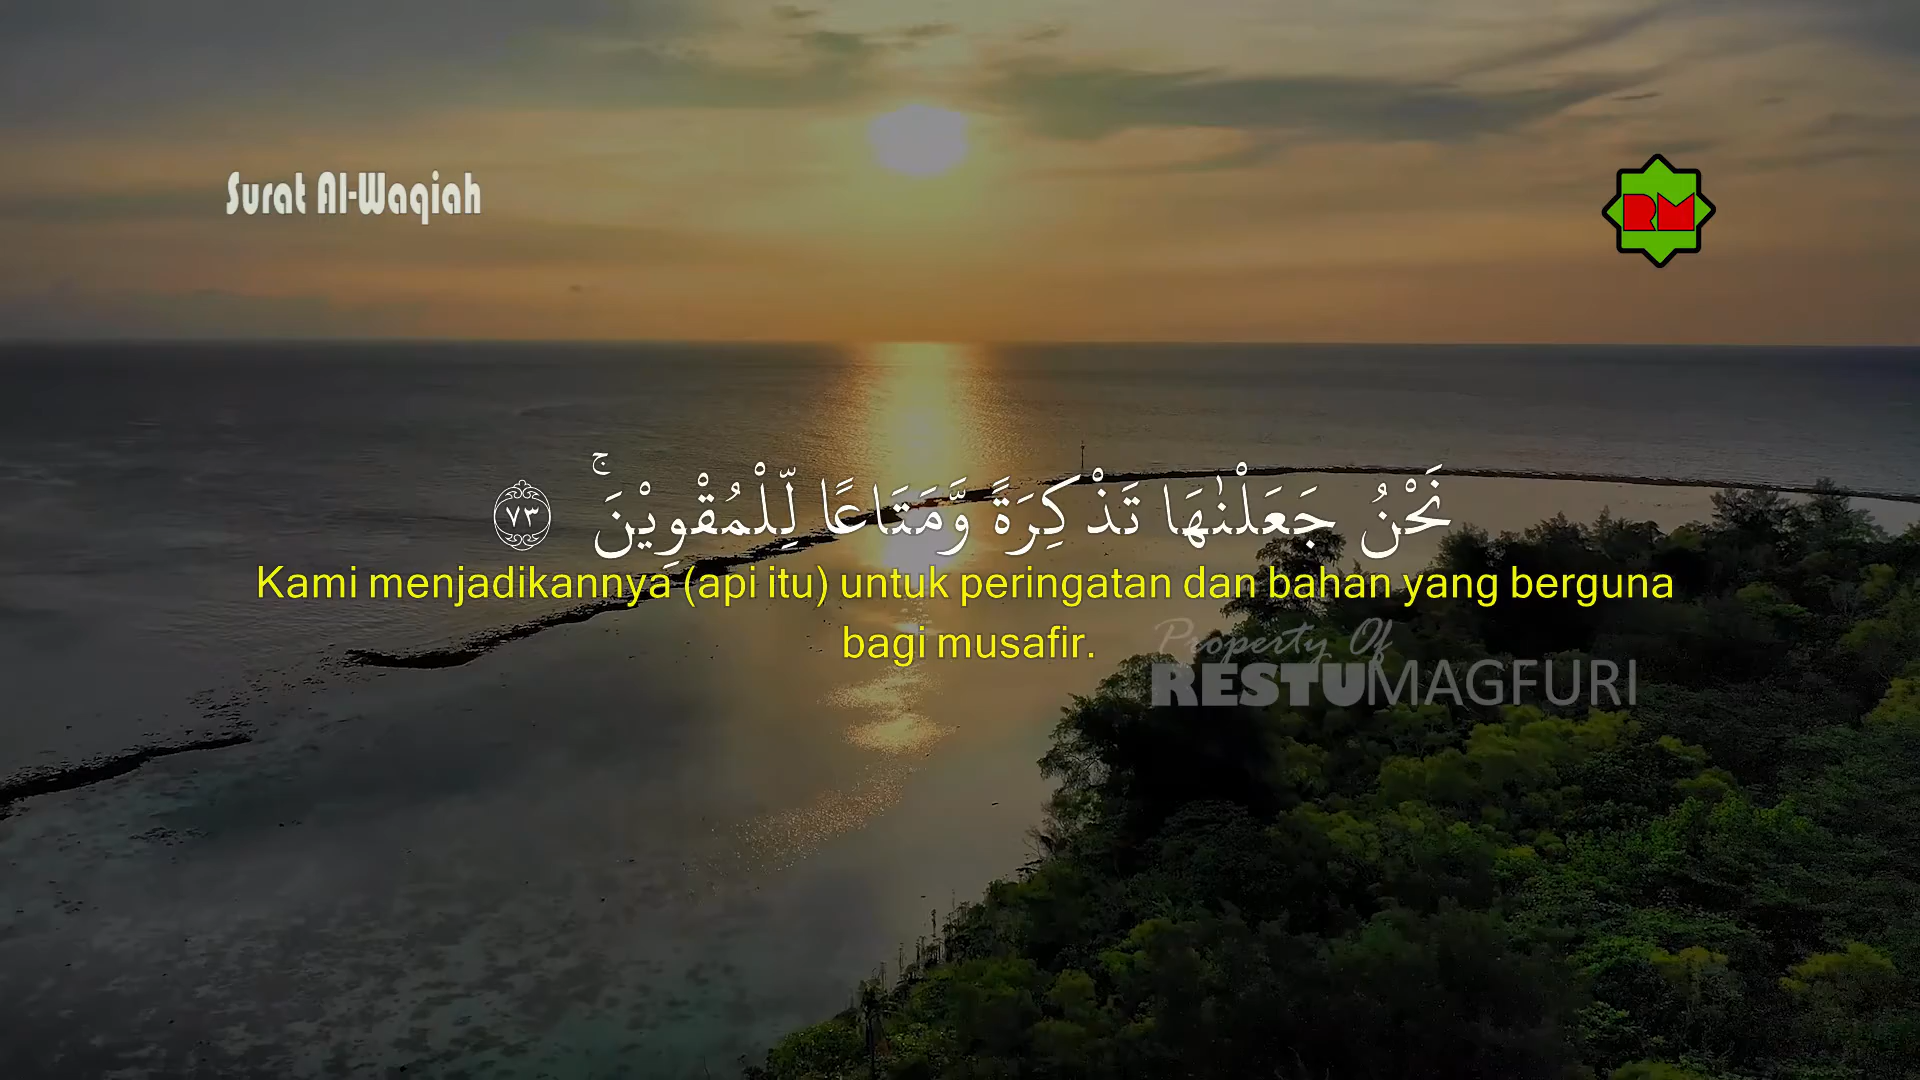 Surat Al-Waqiah
RM
نَحْنُ جَعَلْنٰهَا تَذْكِرَةً وَّمَتَاعًا لِّلْمُقْوِيْنَۚ ۝٧٣
Kami menjadikannya (api itu) untuk peringatan dan bahan yang berguna
bagi musafir.
Property Of
RESTUMAGFURI